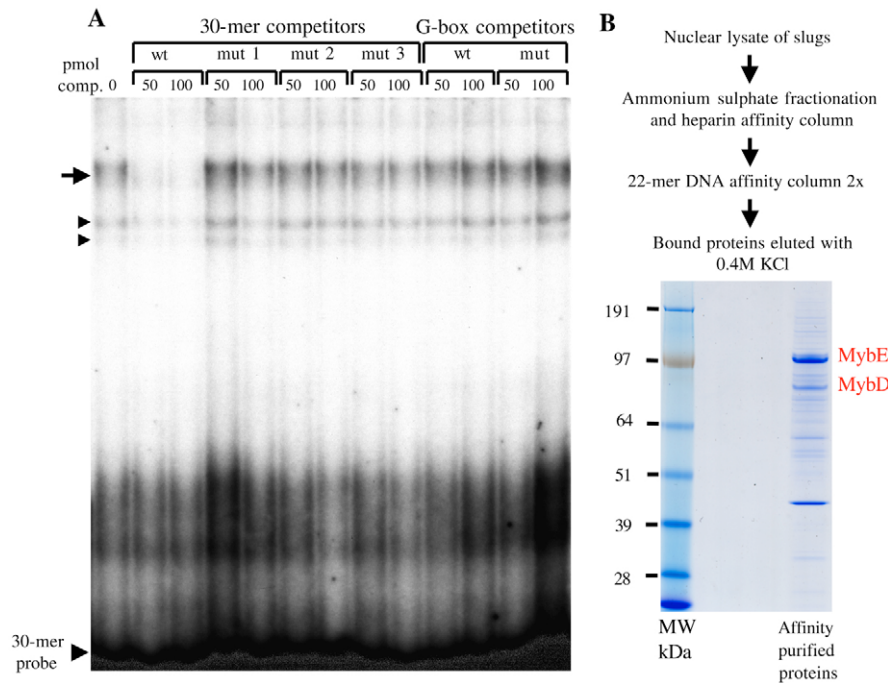 A
30-mer competitors
G-box competitors
wt
mut 1
mut 2
mut 3
wt
mut
pmol
comp.
0
50
100
50
100
50
100
50
100
50
100
50
100
30-mer
probe
B
Nuclear lysate of slugs
Ammonium sulphate fractionation
and heparin affinity column
22-mer DNA affinity column 2x
Bound proteins eluted with
0.4M KCl
191
97
64
51
39
28
MybE
MybD
MW
kDa
Affinity
purified
proteins